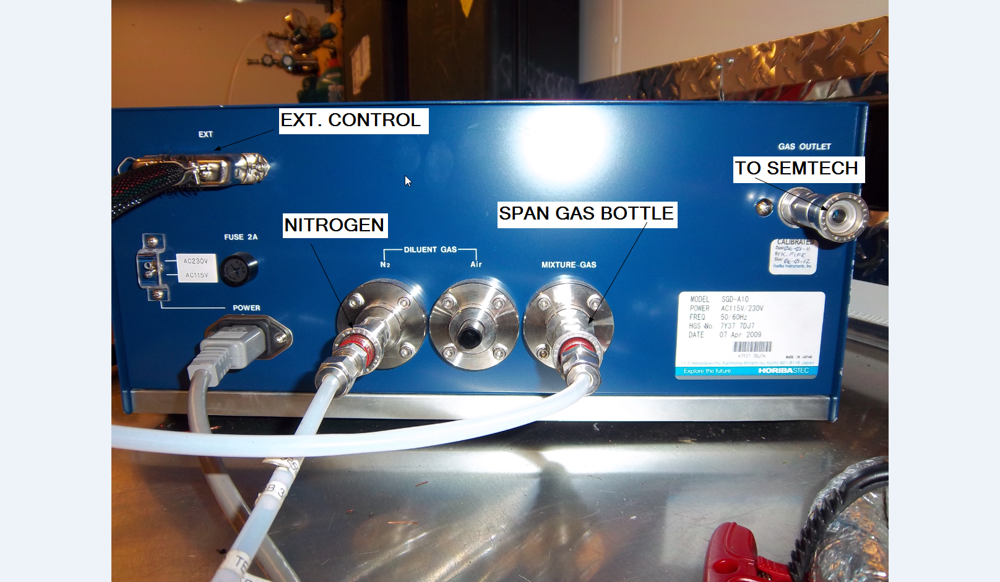 EXT. CONTROL
EXT
GAS OUTLET
TO SEMTECH
SPAN GAS BOTTLE
NITROGEN
FUSE 2A
AC230V
AC115V
POWER
DILUENT GAS
N2
Air
MIXTURE GAS
CALIBRATED
Date: 06-01-11
By: K. FIFE
Due: 06-01-12
Horiba Instruments, Inc.
MODEL SGD-A10
POWER AC115V/230V
FREQ. 50/60Hz
HGS No. 7Y37 7DJ7
DATE 07 Apr 2009
*7Y37 7DJ7*
MADE IN JAPAN
Explore the future
HORIBASTEC
B 3